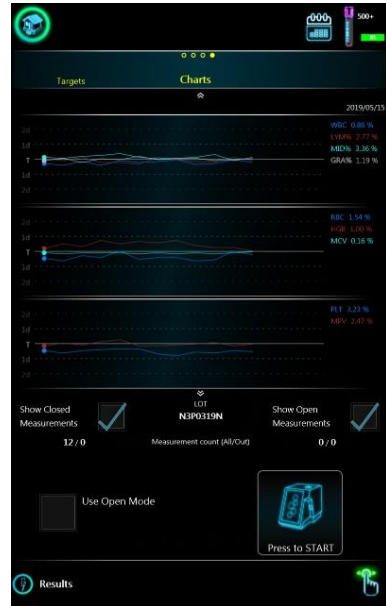 500+
Targets
Charts
2019/05/15
WBC 0.88 %
LYM% 2.77 %
MID% 3.36 %
GRA% 1.19 %
2d
1d
T
1d
2d
RBC 1.54 %
HGB 1.00 %
MCV 0.16 %
2d
1d
T
1d
2d
PLT 3.23 %
MPV 2.47 %
2d
1d
T
1d
2d
Show Closed
Measurements
LOT
N3P0319N
Show Open
Measurements
12 / 0
Measurement count (All/Out)
0 / 0
Use Open Mode
Press to START
Results